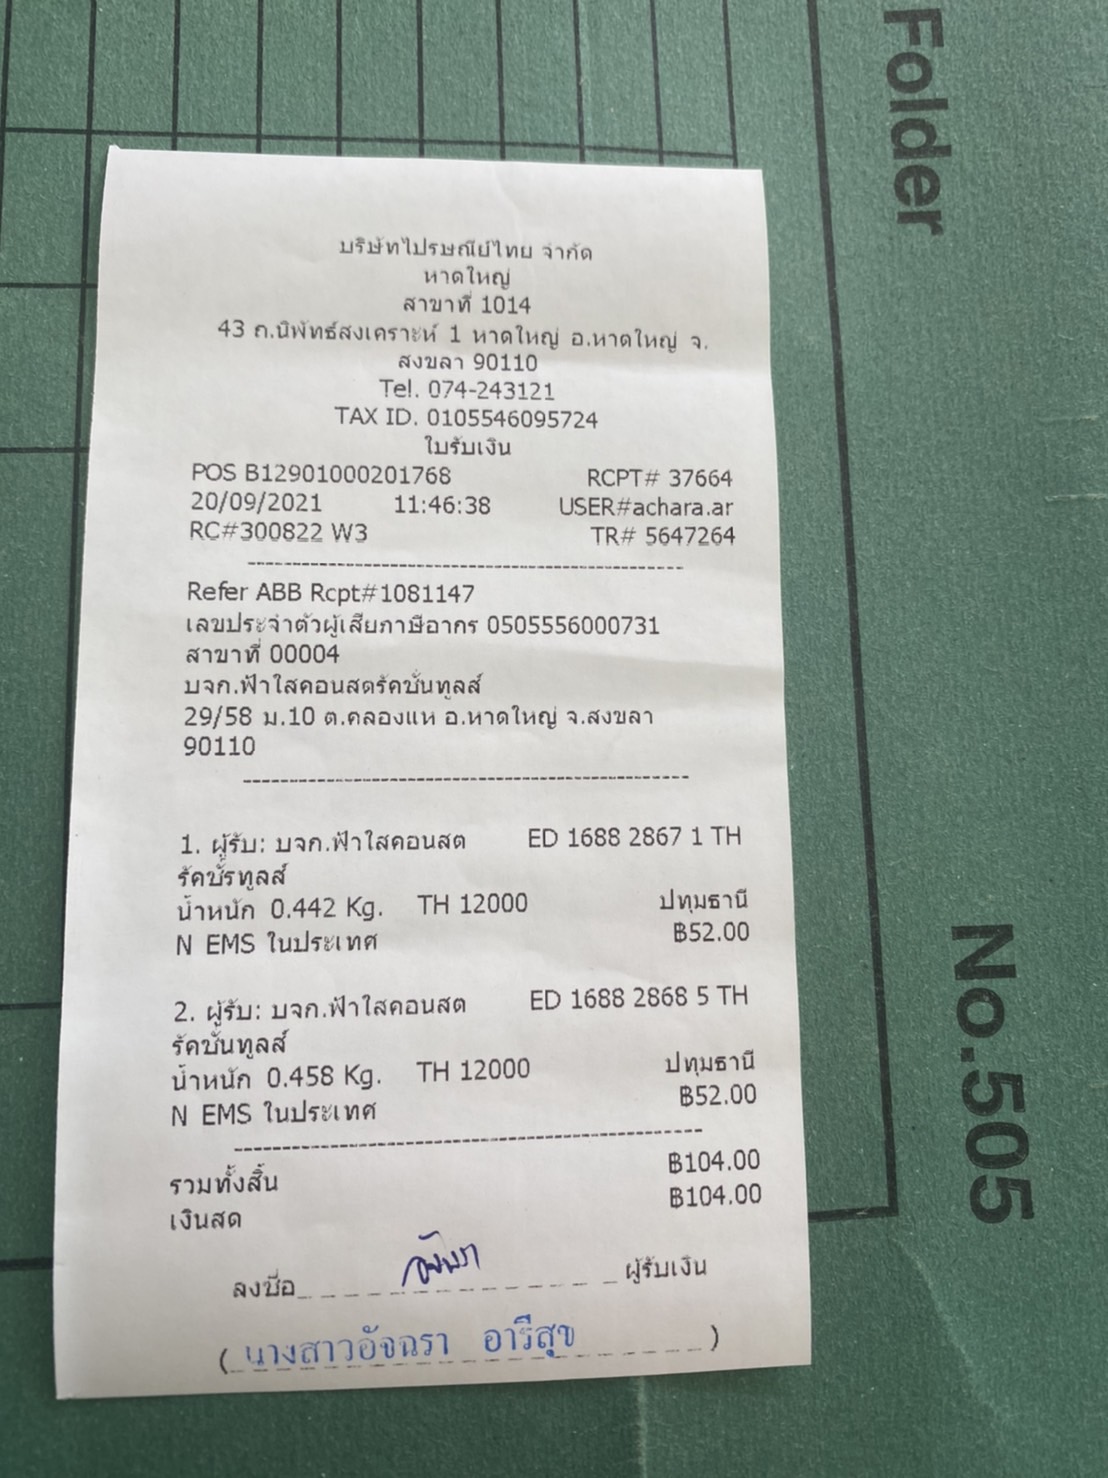 บริษัทไปรษณีย์ไทย จำกัด
หาดใหญ่
สาขาที่ 1014
43 ถ.นิพัทธ์สงเคราะห์ 1 หาดใหญ่ อ.หาดใหญ่ จ.
สงขลา 90110
Tel. 074-243121
TAX ID. 0105546095724
ใบรับเงิน
POS B12901000201768 RCPT# 37664
20/09/2021 11:46:38 USER#achara.ar
RC#300822 W3 TR# 5647264
Refer ABB Rcpt#1081147
เลขประจำตัวผู้เสียภาษีอากร 0505556000731
สาขาที่ 00004
บจก.ฟ้าใสคอนสตรัคชั่นทูลส์
29/58 ม.10 ต.คลองแห อ.หาดใหญ่ จ.สงขลา
90110
1. ผู้รับ: บจก.ฟ้าใสคอนสต ED 1688 2867 1 TH
รัคชั่รทูลส์
น้ำหนัก 0.442 Kg. TH 12000 ปทุมธานี
N EMS ในประเทศ ฿52.00
2. ผู้รับ: บจก.ฟ้าใสคอนสต ED 1688 2868 5 TH
รัคชั่นทูลส์
น้ำหนัก 0.458 Kg. TH 12000 ปทุมธานี
N EMS ในประเทศ ฿52.00
รวมทั้งสิ้น ฿104.00
เงินสด ฿104.00
ลงชื่อ อัจฉรา ผู้รับเงิน
( นางสาวอัจฉรา อารีสุข )
Folder
No.505